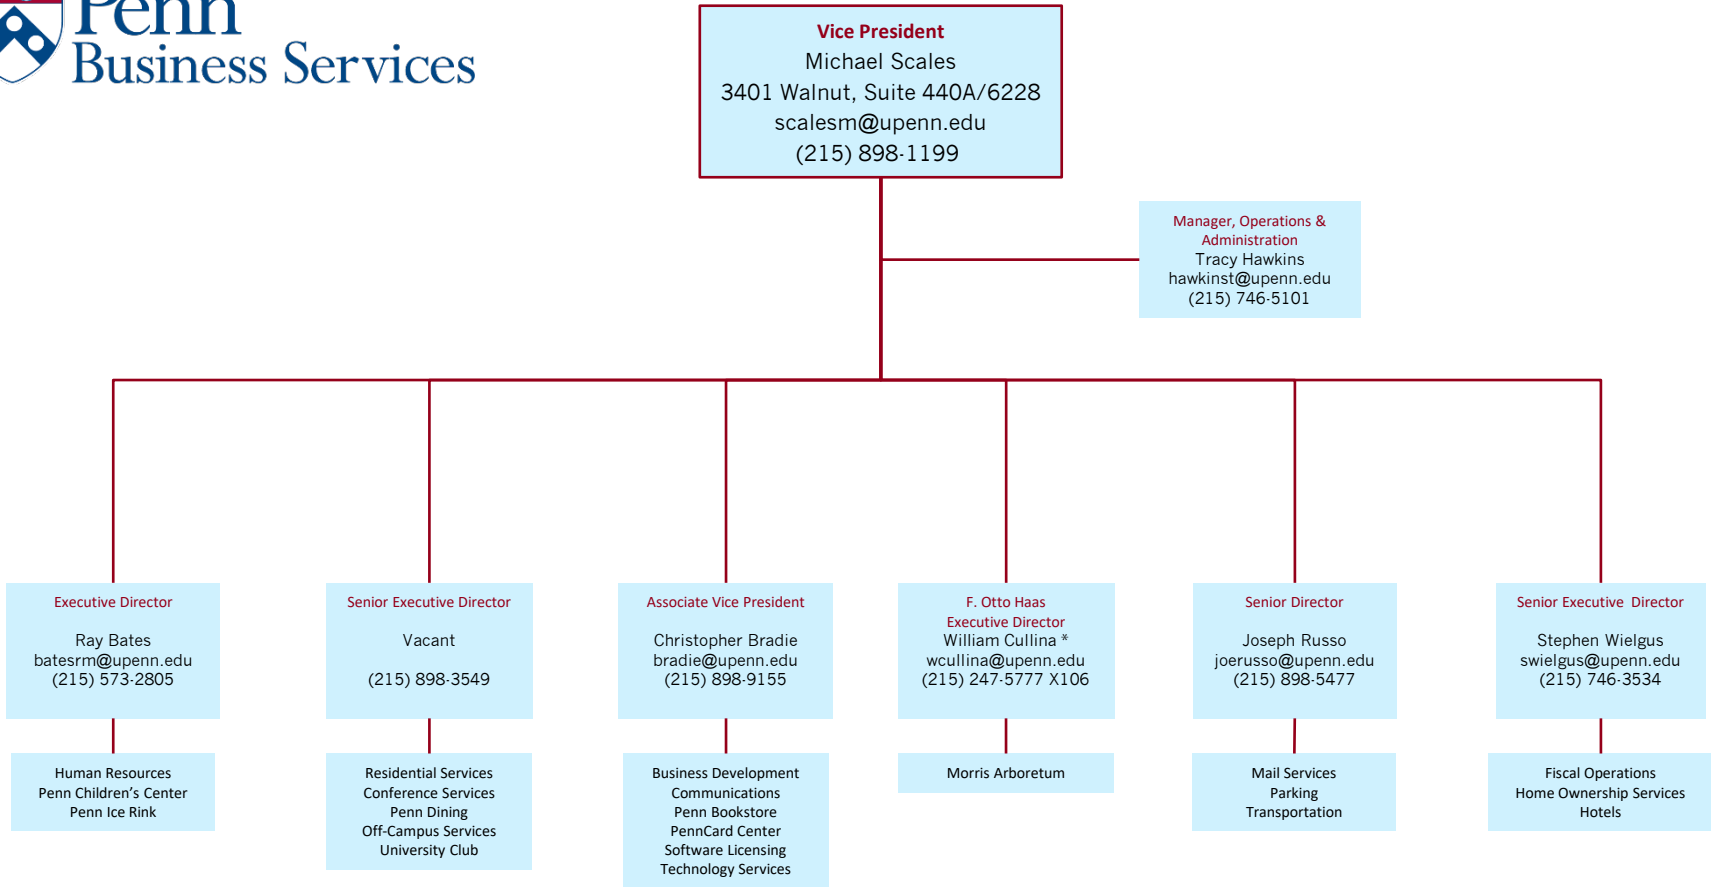 Penn
Business Services
Vice President
Michael Scales
3401 Walnut, Suite 440A/6228
scalesm@upenn.edu
(215) 898-1199
Manager, Operations &
Administration
Tracy Hawkins
hawkinst@upenn.edu
(215) 746-5101
Executive Director
Ray Bates
batesrm@upenn.edu
(215) 573-2805
Senior Executive Director
Vacant
(215) 898-3549
Associate Vice President
Christopher Bradie
bradie@upenn.edu
(215) 898-9155
F. Otto Haas
Executive Director
William Cullina *
wcullina@upenn.edu
(215) 247-5777 X106
Senior Director
Joseph Russo
joerusso@upenn.edu
(215) 898-5477
Senior Executive  Director
Stephen Wielgus
swielgus@upenn.edu
(215) 746-3534
Human Resources
Penn Children's Center
Penn Ice Rink
Residential Services
Conference Services
Penn Dining
Off-Campus Services
University Club
Business Development
Communications
Penn Bookstore
PennCard Center
Software Licensing
Technology Services
Morris Arboretum
Mail Services
Parking
Transportation
Fiscal Operations
Home Ownership Services
Hotels